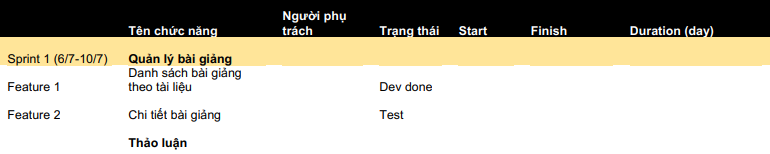 Tên chức năng Người phụ trách Trạng thái Start Finish Duration (day)
Sprint 1 (6/7-10/7) Quản lý bài giảng
Feature 1 Danh sách bài giảng theo tài liệu Dev done
Feature 2 Chi tiết bài giảng Test
Thảo luận